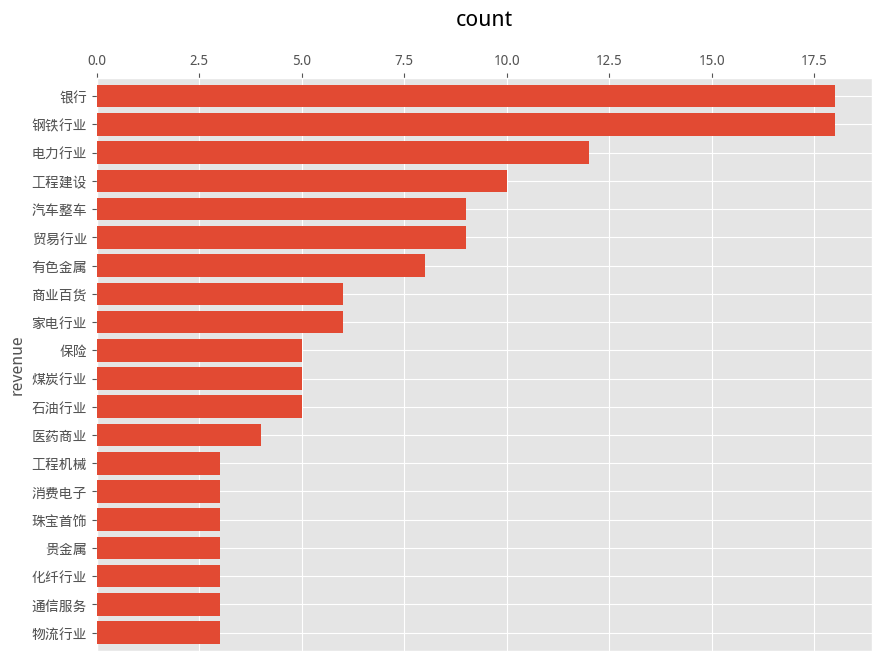 count
0.0 2.5 5.0 7.5 10.0 12.5 15.0 17.5
银行
钢铁行业
电力行业
工程建设
汽车整车
贸易行业
有色金属
商业百货
家电行业
保险
煤炭行业
石油行业
医药商业
工程机械
消费电子
珠宝首饰
贵金属
化纤行业
通信服务
物流行业
revenue